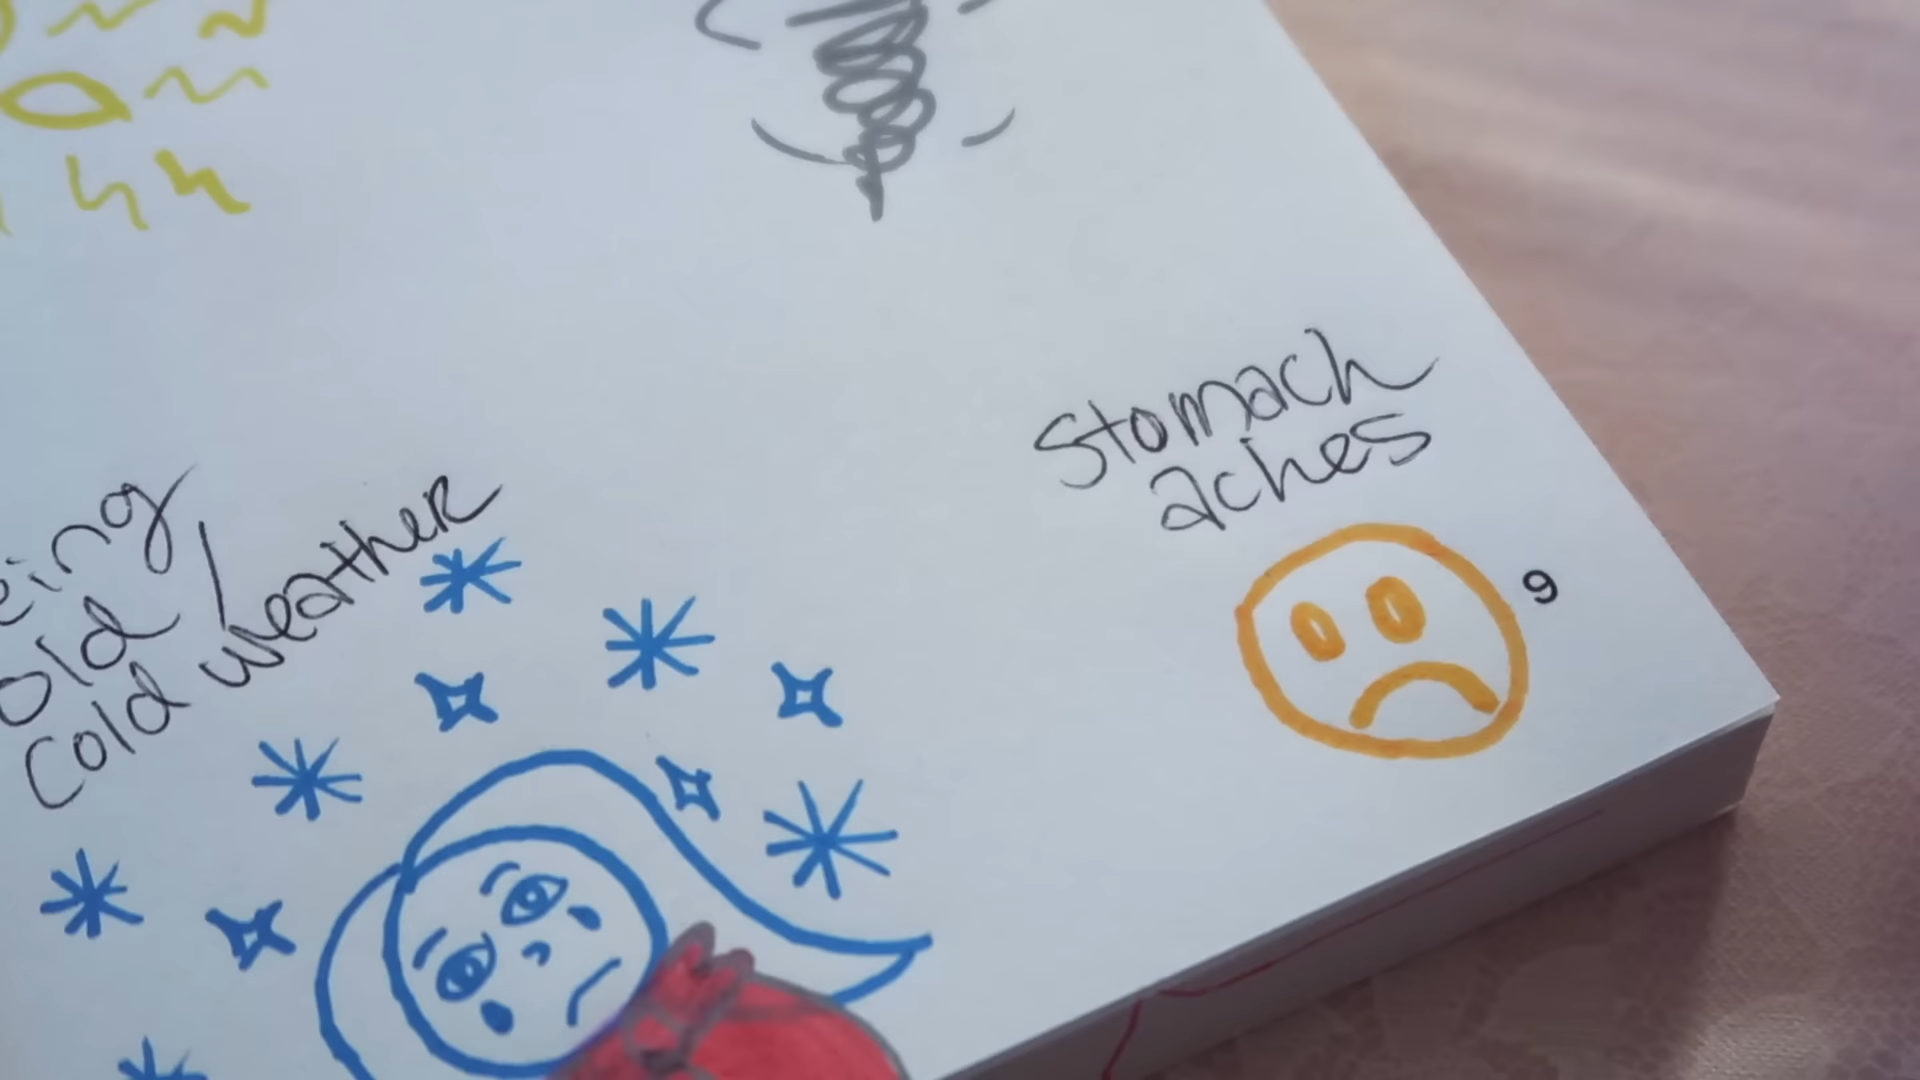 eing
old /
cold weather
Stomach
aches
9